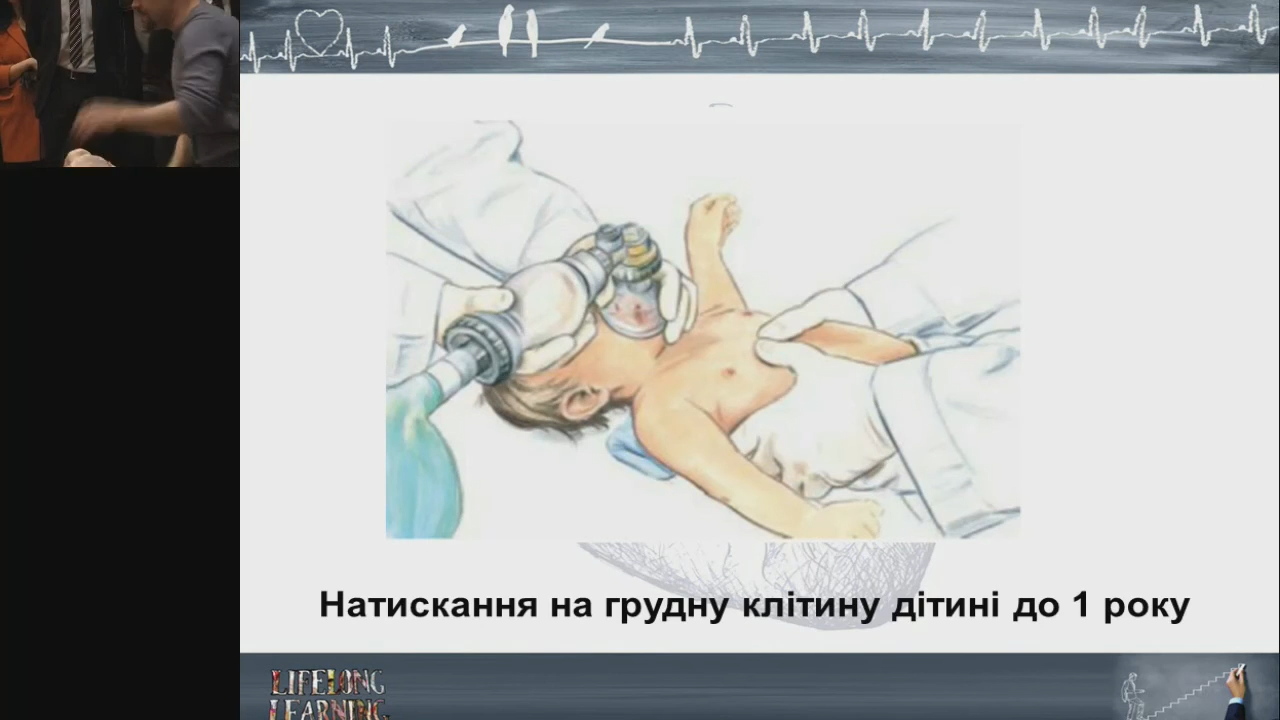 Натискання на грудну клітину дітині до 1 року
LIFELONG
LEARNING